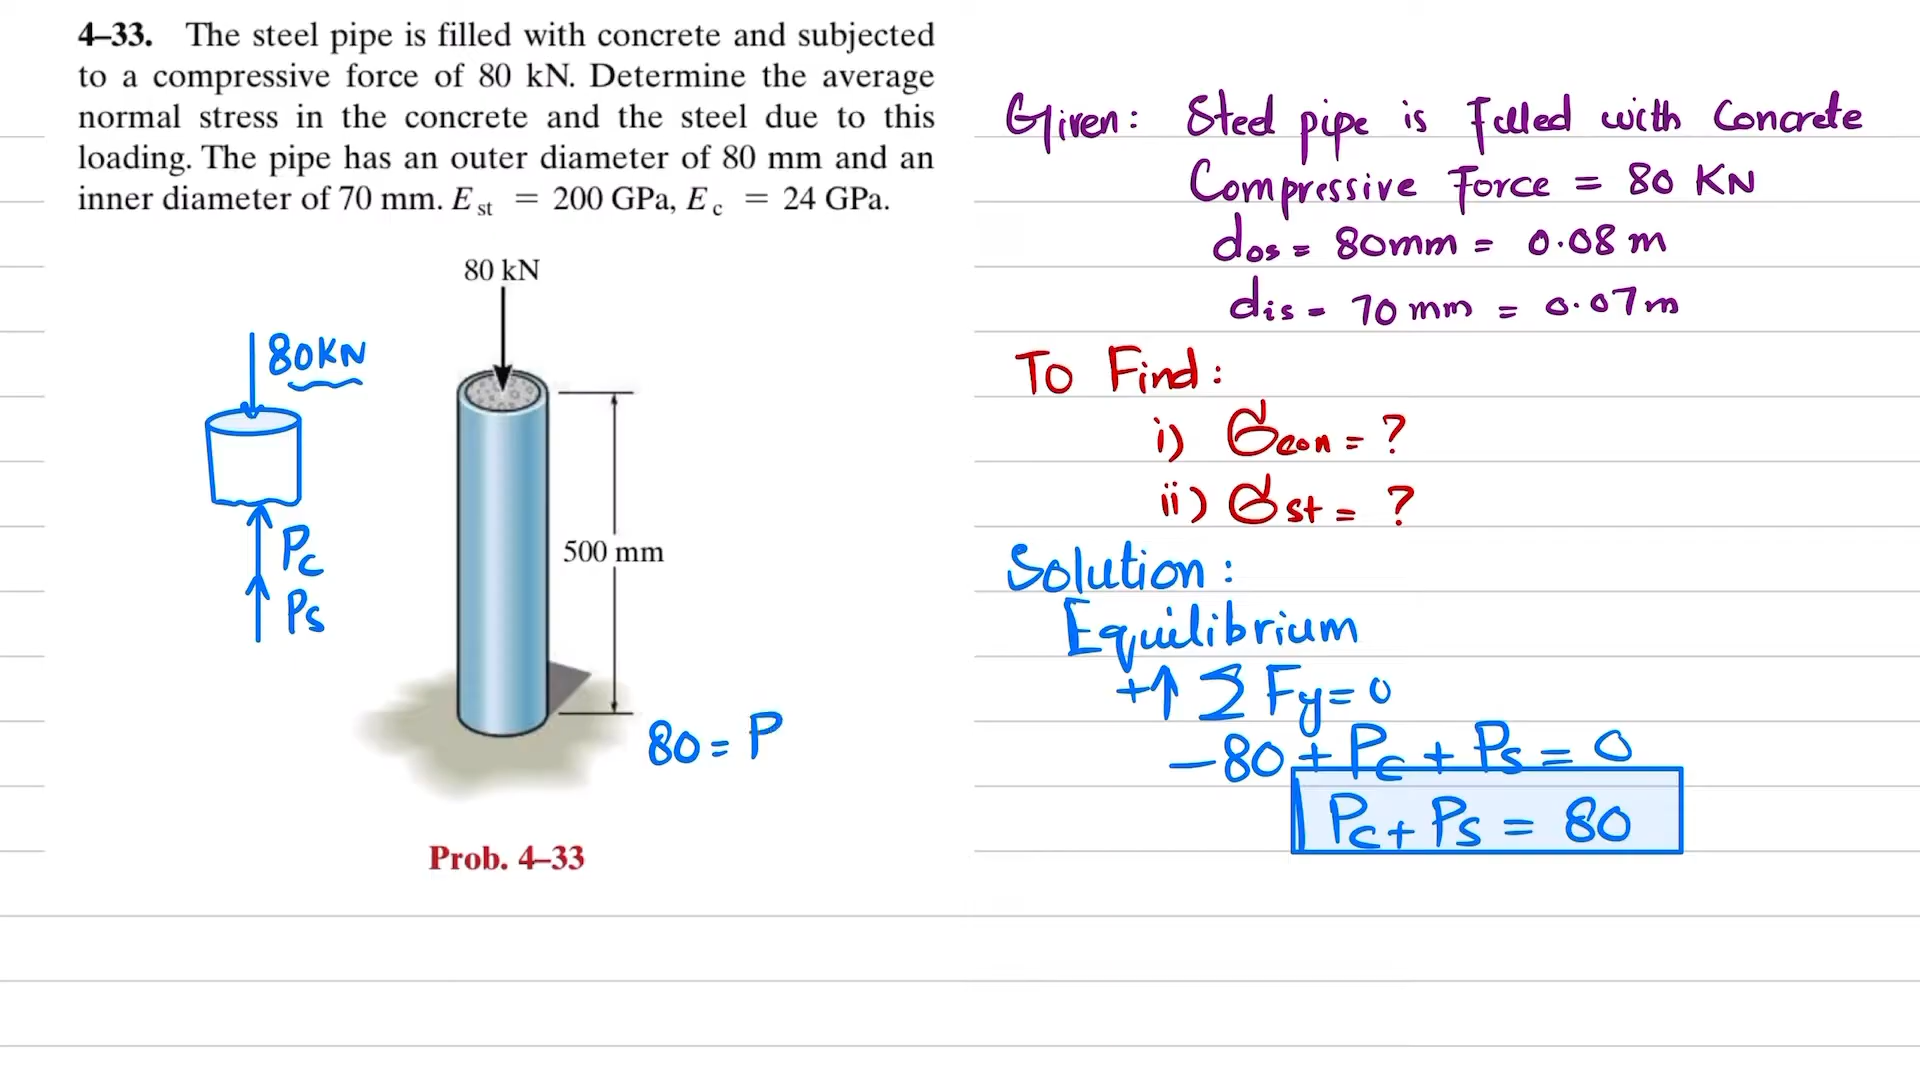 4–33. The steel pipe is filled with concrete and subjected
to a compressive force of 80 kN. Determine the average
normal stress in the concrete and the steel due to this
loading. The pipe has an outer diameter of 80 mm and an
inner diameter of 70 mm. E st = 200 GPa, E c = 24 GPa.
80 kN
80KN
Pc
Ps
500 mm
80 = P
Prob. 4–33
Given: Steel pipe is Filled with Concrete
Compressive Force = 80 KN
dos = 80mm = 0.08 m
dis = 70 mm = 0.07m
To Find:
i) σcon = ?
ii) σst = ?
Solution:
Equilibrium
+↑ Σ Fy = 0
−80 + Pc + Ps = 0
Pc + Ps = 80